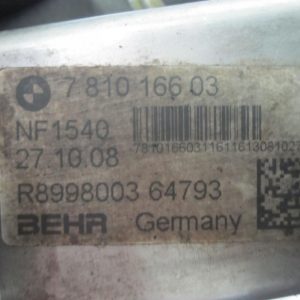 7 810 166 03
NF1540
27.10.08
R8998003 64793
BEHR Germany